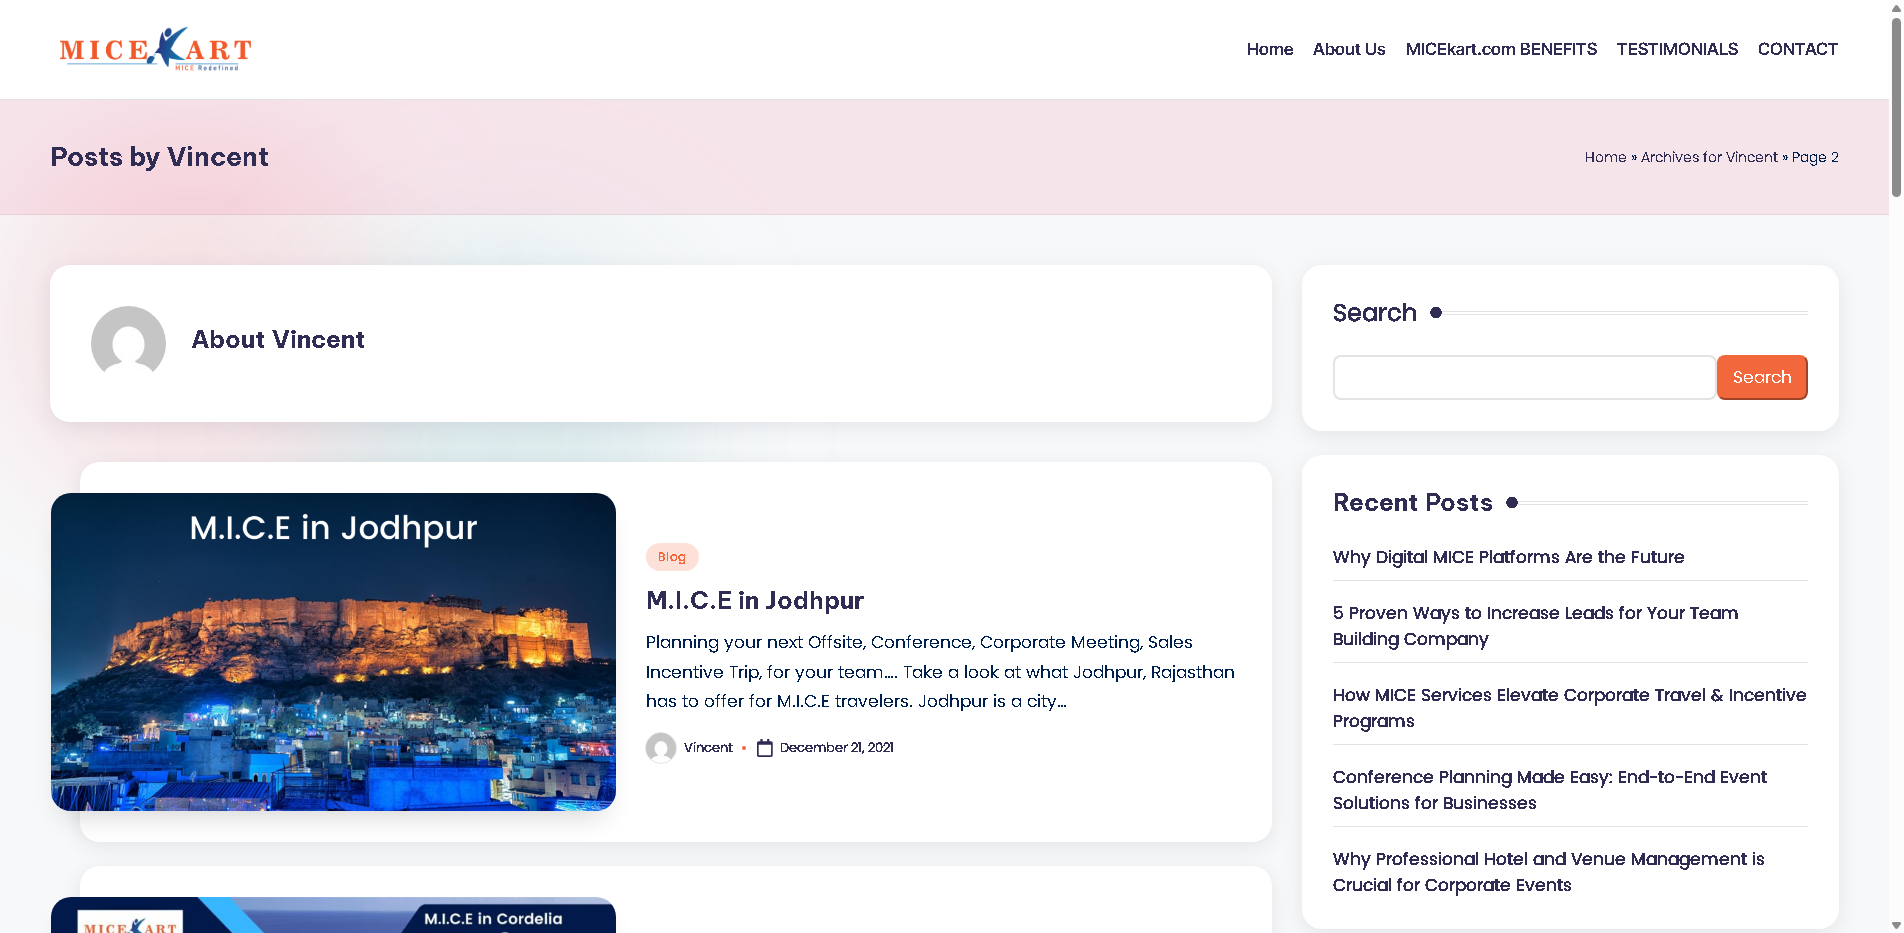 MICEKART
MICE Redefined
Home About Us MICEkart.com BENEFITS TESTIMONIALS CONTACT
Posts by Vincent
Home » Archives for Vincent » Page 2
About Vincent
M.I.C.E in Jodhpur
Blog
M.I.C.E in Jodhpur
Planning your next Offsite, Conference, Corporate Meeting, Sales
Incentive Trip, for your team…. Take a look at what Jodhpur, Rajasthan
has to offer for M.I.C.E travelers. Jodhpur is a city…
Vincent • December 21, 2021
MICEKART
M.I.C.E in Cordelia
Search
Search
Recent Posts
Why Digital MICE Platforms Are the Future
5 Proven Ways to Increase Leads for Your Team
Building Company
How MICE Services Elevate Corporate Travel & Incentive
Programs
Conference Planning Made Easy: End-to-End Event
Solutions for Businesses
Why Professional Hotel and Venue Management is
Crucial for Corporate Events